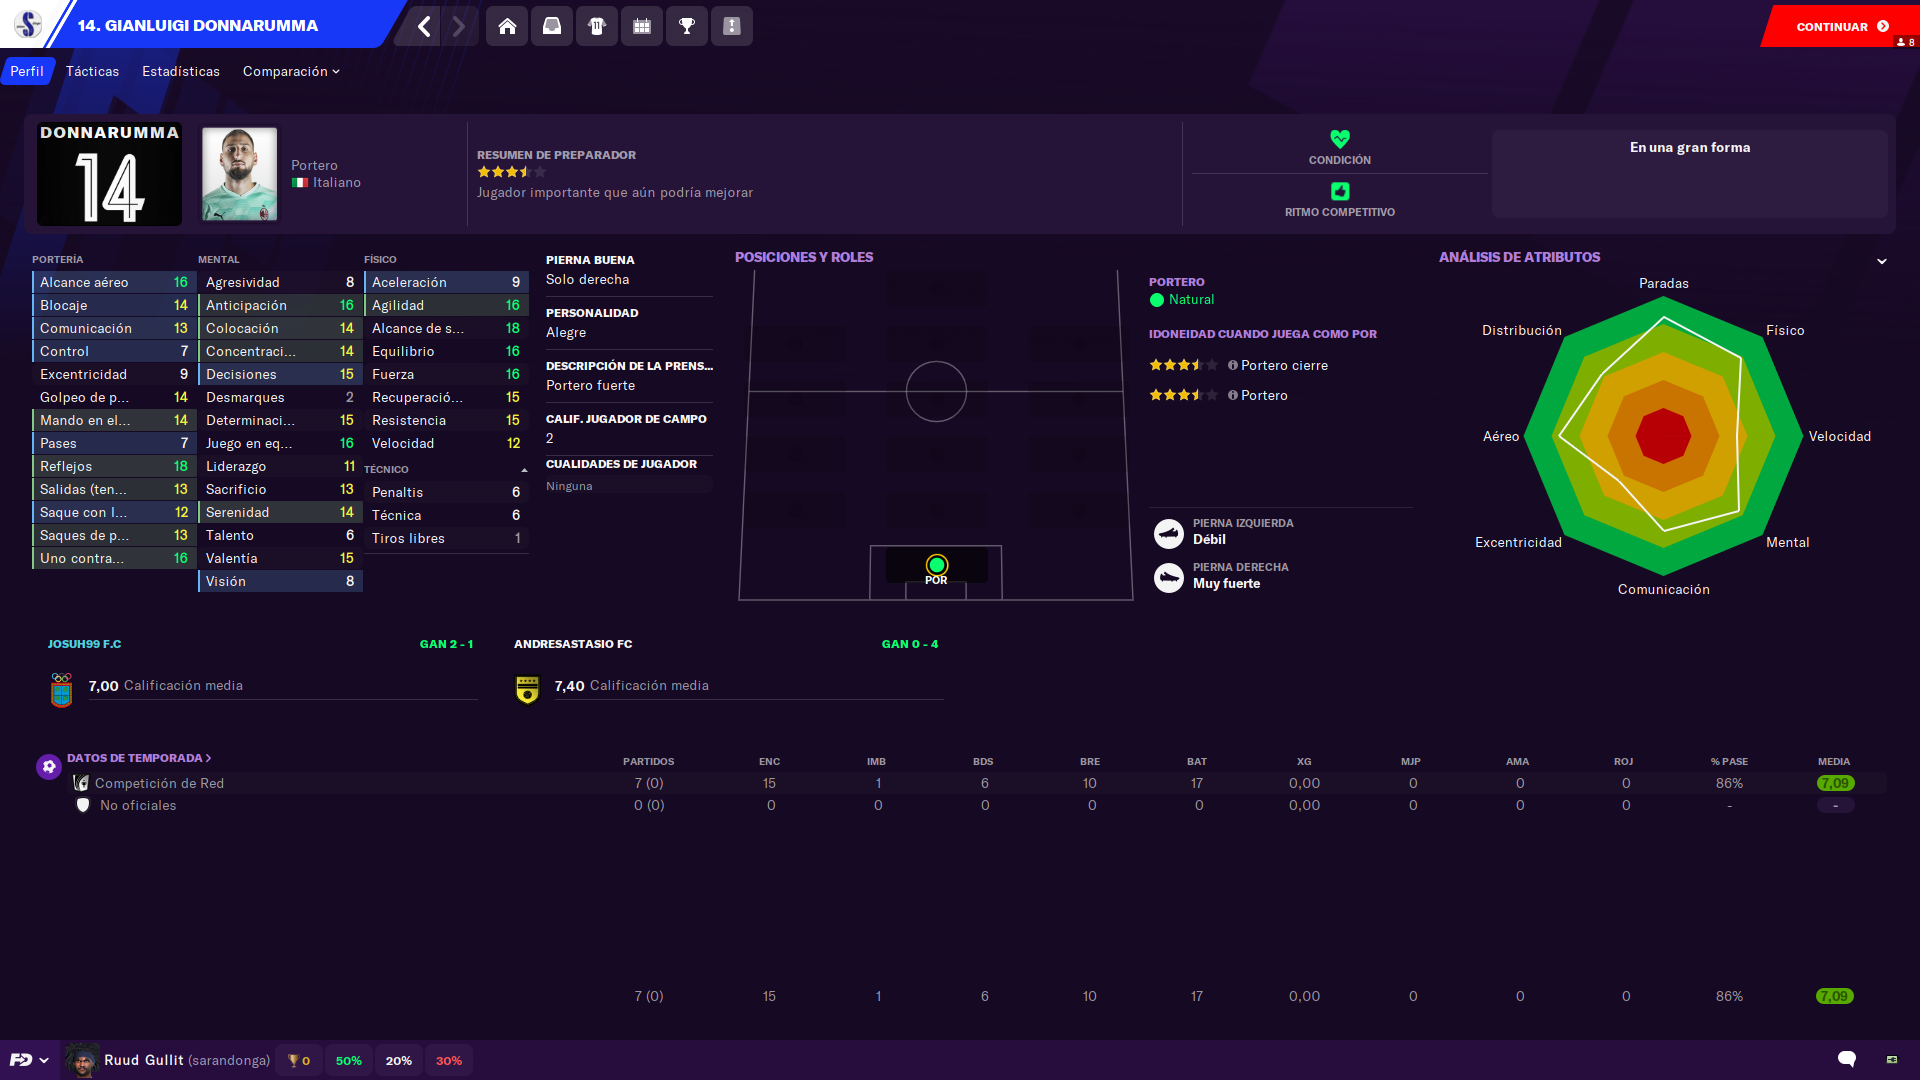 14. GIANLUIGI DONNARUMMA
CONTINUAR
8
Perfil
Tácticas
Estadísticas
Comparación
DONNARUMMA
14
Portero
Italiano
RESUMEN DE PREPARADOR
Jugador importante que aún podría mejorar
CONDICIÓN
RITMO COMPETITIVO
En una gran forma
PORTERÍA
Alcance aéreo 16
Blocaje 14
Comunicación 13
Control 7
Excentricidad 9
Golpeo de p... 14
Mando en el... 14
Pases 7
Reflejos 18
Salidas (ten... 13
Saque con l... 12
Saques de p... 13
Uno contra... 16
MENTAL
Agresividad 8
Anticipación 16
Colocación 14
Concentraci... 14
Decisiones 15
Desmarques 2
Determinaci... 15
Juego en eq... 16
Liderazgo 11
Sacrificio 13
Serenidad 14
Talento 6
Valentía 15
Visión 8
FÍSICO
Aceleración 9
Agilidad 16
Alcance de s... 18
Equilibrio 16
Fuerza 16
Recuperació... 15
Resistencia 15
Velocidad 12
TÉCNICO
Penaltis 6
Técnica 6
Tiros libres 1
PIERNA BUENA
Solo derecha
PERSONALIDAD
Alegre
DESCRIPCIÓN DE LA PRENS...
Portero fuerte
CALIF. JUGADOR DE CAMPO
2
CUALIDADES DE JUGADOR
Ninguna
POSICIONES Y ROLES
POR
PORTERO
Natural
IDONEIDAD CUANDO JUEGA COMO POR
Portero cierre
Portero
PIERNA IZQUIERDA
Débil
PIERNA DERECHA
Muy fuerte
ANÁLISIS DE ATRIBUTOS
Paradas
Distribución
Físico
Aéreo
Velocidad
Excentricidad
Mental
Comunicación
JOSUH99 F.C GAN 2 - 1
7,00 Calificación media
ANDRESASTASIO FC GAN 0 - 4
7,40 Calificación media
DATOS DE TEMPORADA PARTIDOS ENC IMB BDS BRE BAT XG MJP AMA ROJ % PASE MEDIA
Competición de Red 7 (0) 15 1 6 10 17 0,00 0 0 0 86% 7,09
No oficiales 0 (0) 0 0 0 0 0 0,00 0 0 0 - -
7 (0) 15 1 6 10 17 0,00 0 0 0 86% 7,09
FD
Ruud Gullit (sarandonga) 0 50% 20% 30%